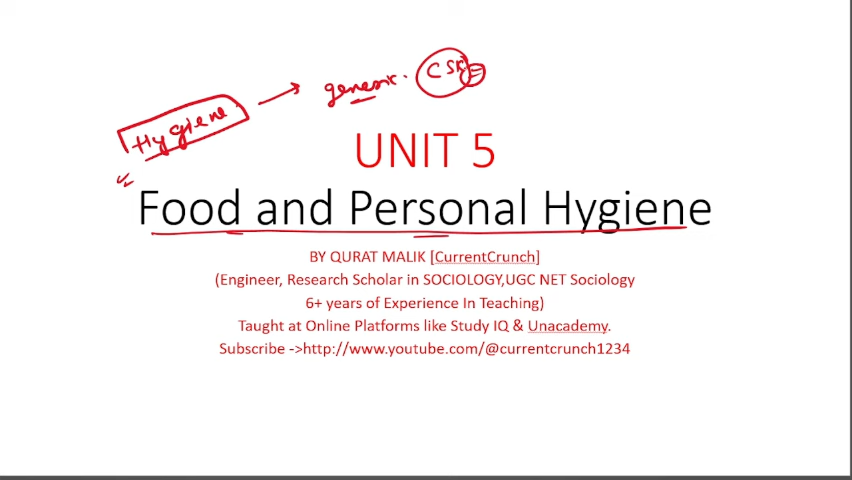 Hygiene
generic. CSK
UNIT 5
Food and Personal Hygiene
BY QURAT MALIK [CurrentCrunch]
(Engineer, Research Scholar in SOCIOLOGY,UGC NET Sociology
6+ years of Experience In Teaching)
Taught at Online Platforms like Study IQ & Unacademy.
Subscribe ->http://www.youtube.com/@currentcrunch1234